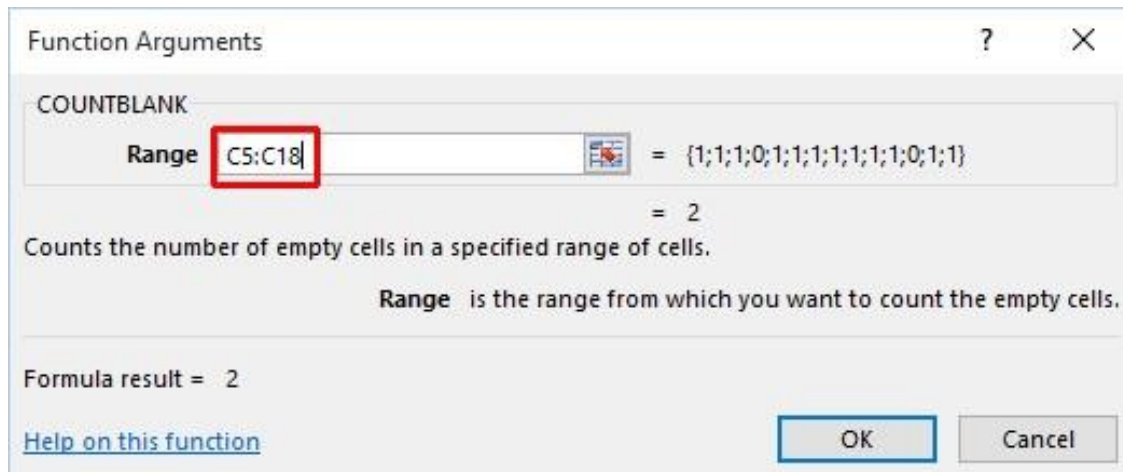 Function Arguments ? ×
COUNTBLANK
Range C5:C18 = {1;1;1;0;1;1;1;1;1;1;1;0;1;1}
= 2
Counts the number of empty cells in a specified range of cells.
Range is the range from which you want to count the empty cells.
Formula result = 2
Help on this function OK Cancel